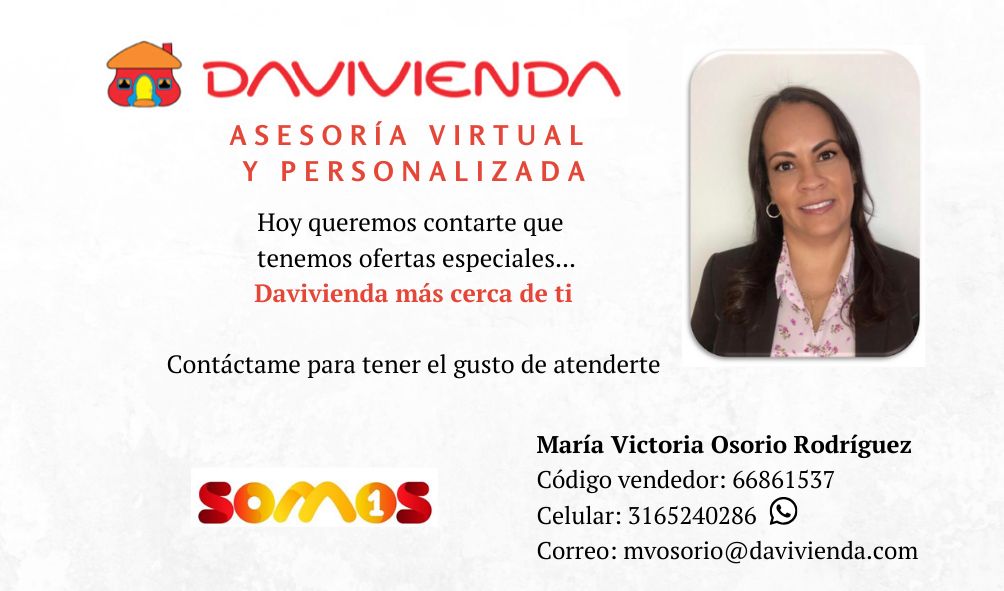 DAVIVIENDA
ASESORÍA VIRTUAL
Y PERSONALIZADA
Hoy queremos contarte que
tenemos ofertas especiales...
Davivienda más cerca de ti
Contáctame para tener el gusto de atenderte
SOMOS
1
María Victoria Osorio Rodríguez
Código vendedor: 66861537
Celular: 3165240286
Correo: mvosorio@davivienda.com